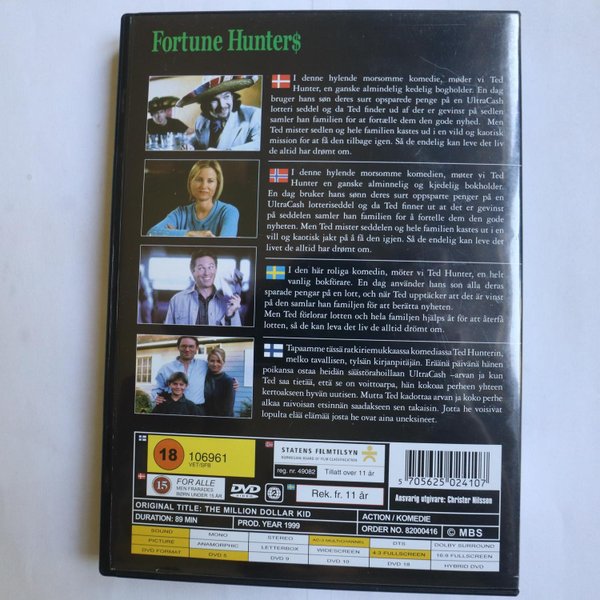 Fortune Hunter$
I denne hylende morsomme komedie, møder vi Ted
Hunter, en ganske almindelig kedelig bogholder. En dag
bruger hans søn deres surt opsparte penge på en UltraCash
lotteri seddel og da Ted finder ud af der er gevinst på sedlen
samler han familien for at fortælle dem den gode nyhed. Men
Ted mister sedlen og hele familien kastes ud i en vild og kaotisk
mission for at få den tilbage igen. Så de endelig kan leve det liv
de altid har drømt om.
I denne hylende morsomme komedien, møter vi Ted
Hunter en ganske alminnelig og kjedelig bokholder.
En dag bruker hans sønn deres surt oppsparte penger på en
UltraCash lotteriseddel og da Ted finner ut at det er gevinst
på seddelen samler han familien for å fortelle dem den gode
nyheten. Men Ted mister seddelen og hele familien kastes ut i en
vill og kaotisk jakt på å få den igjen. Så de endelig kan leve det
livet de alltid har drømt om.
I den här roliga komedin, möter vi Ted Hunter, en helt
vanlig bokförare. En dag använder hans son alla deras
sparade pengar på en lott, och när Ted upptäcker att det är vinst
på den samlar han familjen för att berätta nyheten.
Men Ted förlorar lotten och hela familjen hjälps åt för att återfå
lotten, så de kan leva det liv de alltid drömt om.
Tapaamme tässä ratkiriemukkaassa komediassa Ted Hunterin,
melko tavallisen, tylsän kirjanpitäjän. Eräänä päivänä hänen
poikansa ostaa heidän säästörahoillaan UltraCash –arvan ja kun
Ted saa tietää, että se on voittoarpa, hän kokoaa perheen yhteen
kertoakseen hyvän uutisen. Mutta Ted kadottaa arvan ja koko perhe
alkaa raivoisan etsinnän saadakseen sen takaisin. Jotta he voisivat
lopulta elää elämää josta he ovat aina uneksineet.
18 106961
VET/SFB
STATENS FILMTILSYN
NORWEGIAN BOARD OF FILM CLASSIFICATION
reg. nr. 49082 Tillatt over 11 år
15 FOR ALLE
MEN FRARÅDES
BØRN UNDER 15 ÅR
DVD
VIDEO
2
Rek. fr. 11 år
5 705625 024107
Ansvarig utgivare: Christer Nilsson
ORIGINAL TITLE: THE MILLION DOLLAR KID
DURATION: 89 MIN PROD. YEAR 1999 ACTION / KOMEDIE
ORDER NO. 82000416 © MBS
SOUND MONO STEREO AC-3 MULTICHANNEL DTS DOLBY SURROUND
PICTURE ANAMORPHIC LETTERBOX WIDESCREEN 4:3 FULLSCREEN 16:9 FULLSCREEN
DVD FORMAT DVD 5 DVD 9 DVD 10 DVD 18 HYBRID DVD